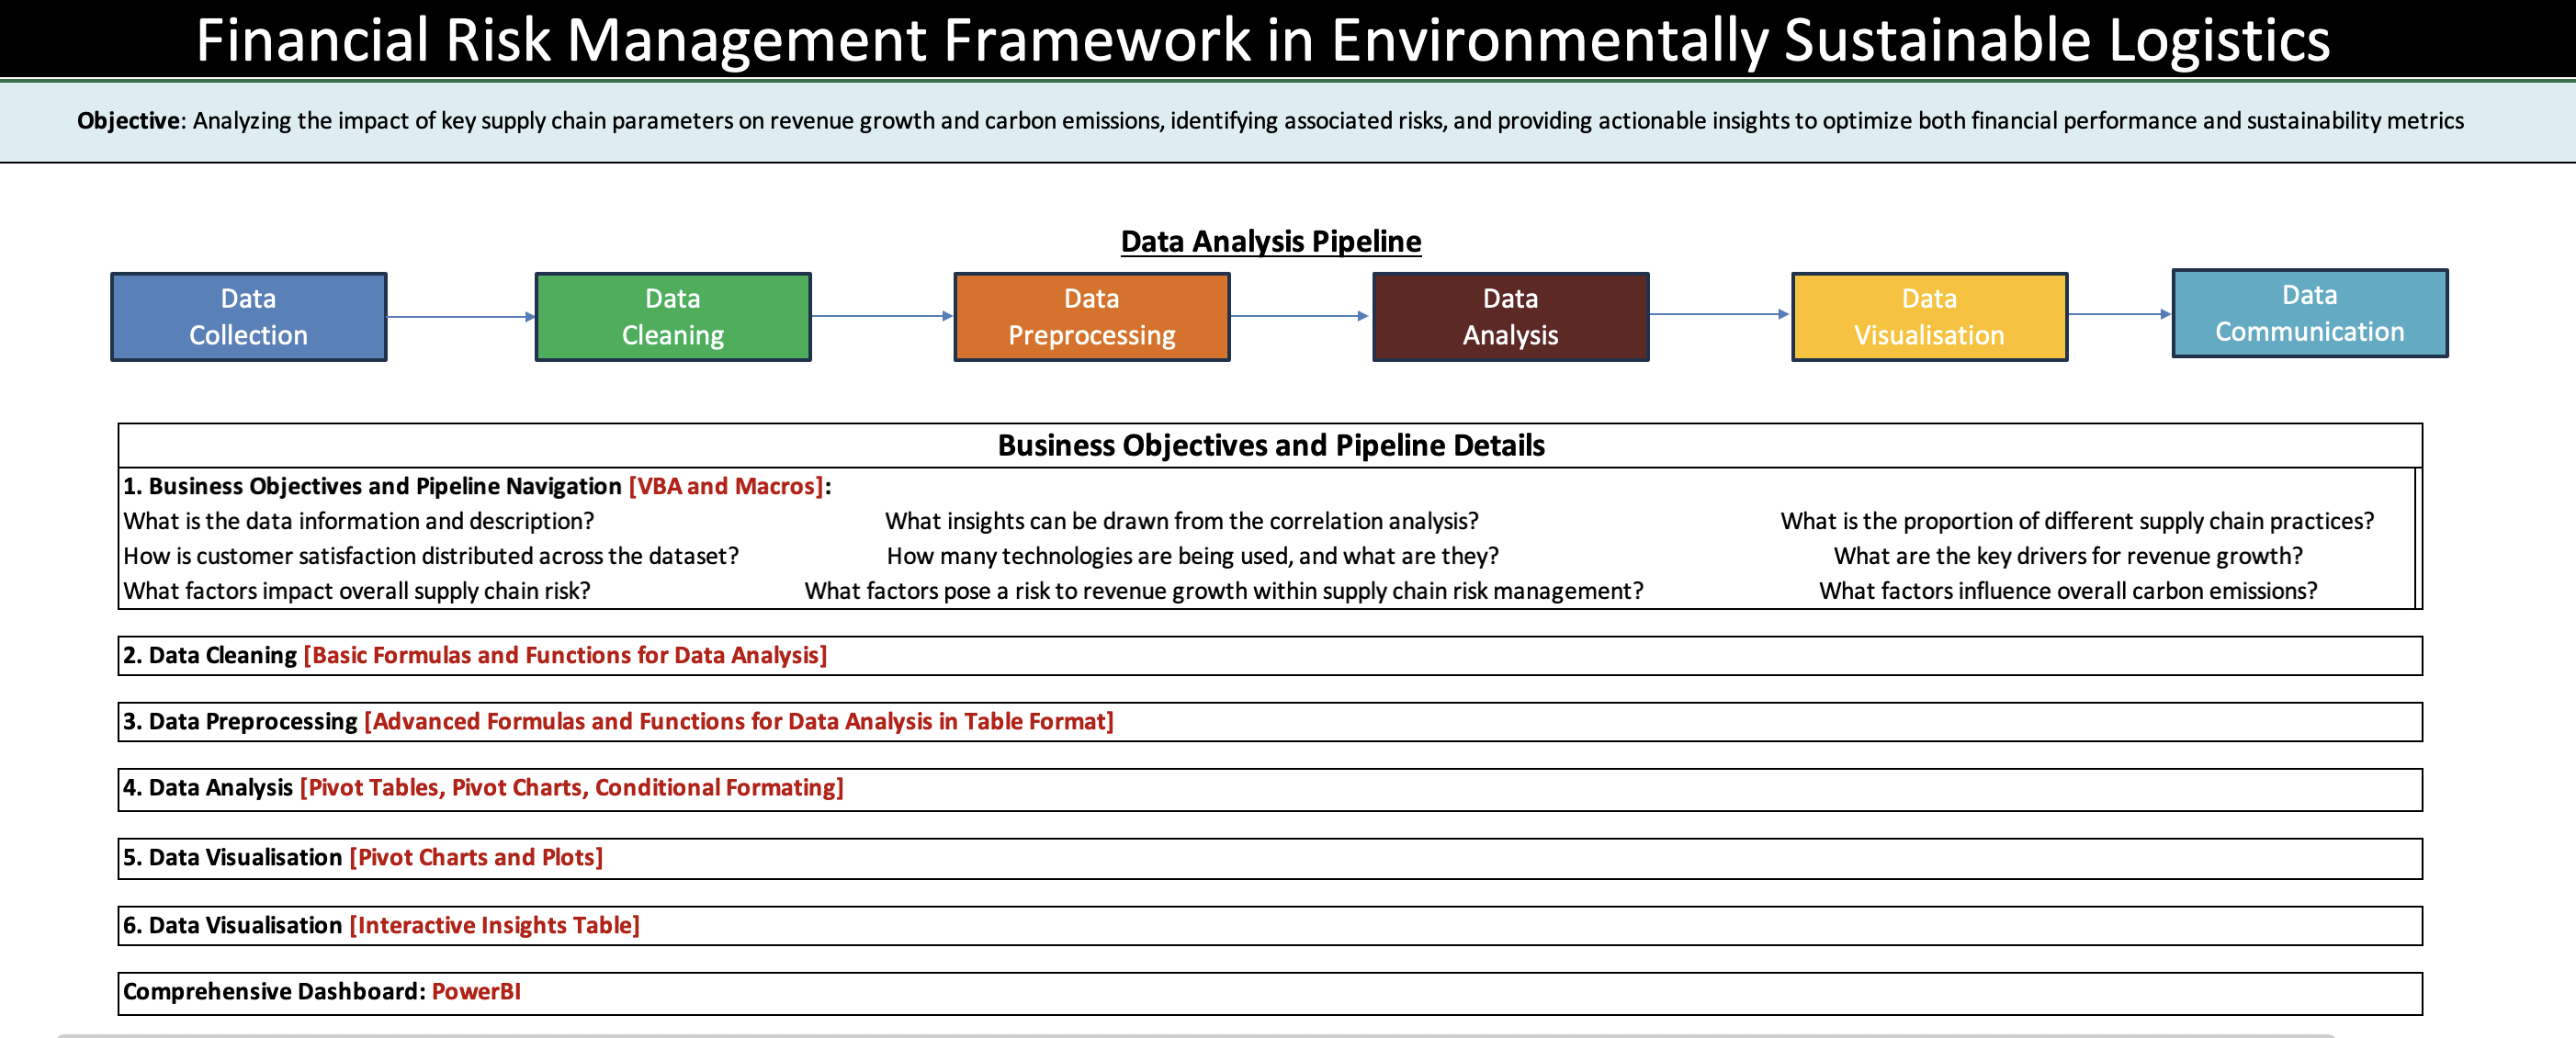 Financial Risk Management Framework in Environmentally Sustainable Logistics
Objective: Analyzing the impact of key supply chain parameters on revenue growth and carbon emissions, identifying associated risks, and providing actionable insights to optimize both financial performance and sustainability metrics
Data Analysis Pipeline
Data
Collection
Data
Cleaning
Data
Preprocessing
Data
Analysis
Data
Visualisation
Data
Communication
Business Objectives and Pipeline Details
1. Business Objectives and Pipeline Navigation [VBA and Macros]:
What is the data information and description?
What insights can be drawn from the correlation analysis?
What is the proportion of different supply chain practices?
How is customer satisfaction distributed across the dataset?
How many technologies are being used, and what are they?
What are the key drivers for revenue growth?
What factors impact overall supply chain risk?
What factors pose a risk to revenue growth within supply chain risk management?
What factors influence overall carbon emissions?
2. Data Cleaning [Basic Formulas and Functions for Data Analysis]
3. Data Preprocessing [Advanced Formulas and Functions for Data Analysis in Table Format]
4. Data Analysis [Pivot Tables, Pivot Charts, Conditional Formating]
5. Data Visualisation [Pivot Charts and Plots]
6. Data Visualisation [Interactive Insights Table]
Comprehensive Dashboard: PowerBI